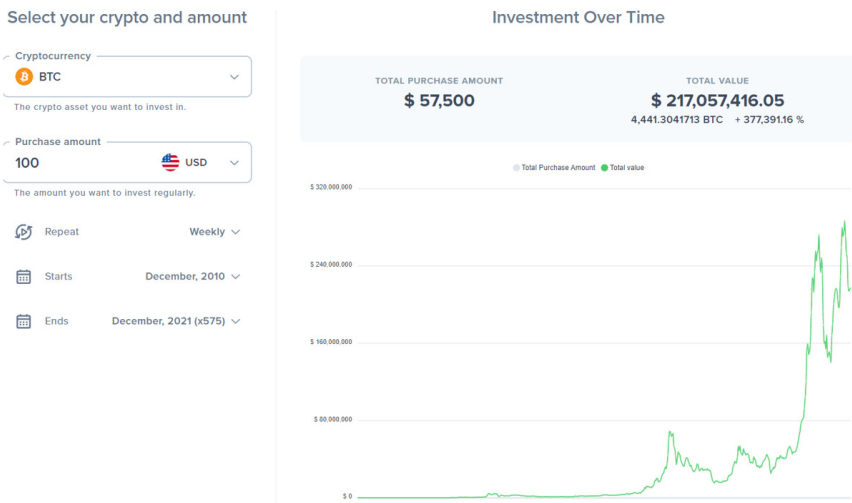 Select your crypto and amount
Cryptocurrency
BTC
The crypto asset you want to invest in.
Purchase amount
100
USD
The amount you want to invest regularly.
Repeat
Weekly
Starts
December, 2010
Ends
December, 2021 (x575)
Investment Over Time
TOTAL PURCHASE AMOUNT
$ 57,500
TOTAL VALUE
$ 217,057,416.05
4,441.3041713 BTC + 377,391.16 %
Total Purchase Amount
Total value
$ 320,000,000
$ 240,000,000
$ 160,000,000
$ 80,000,000
$ 0